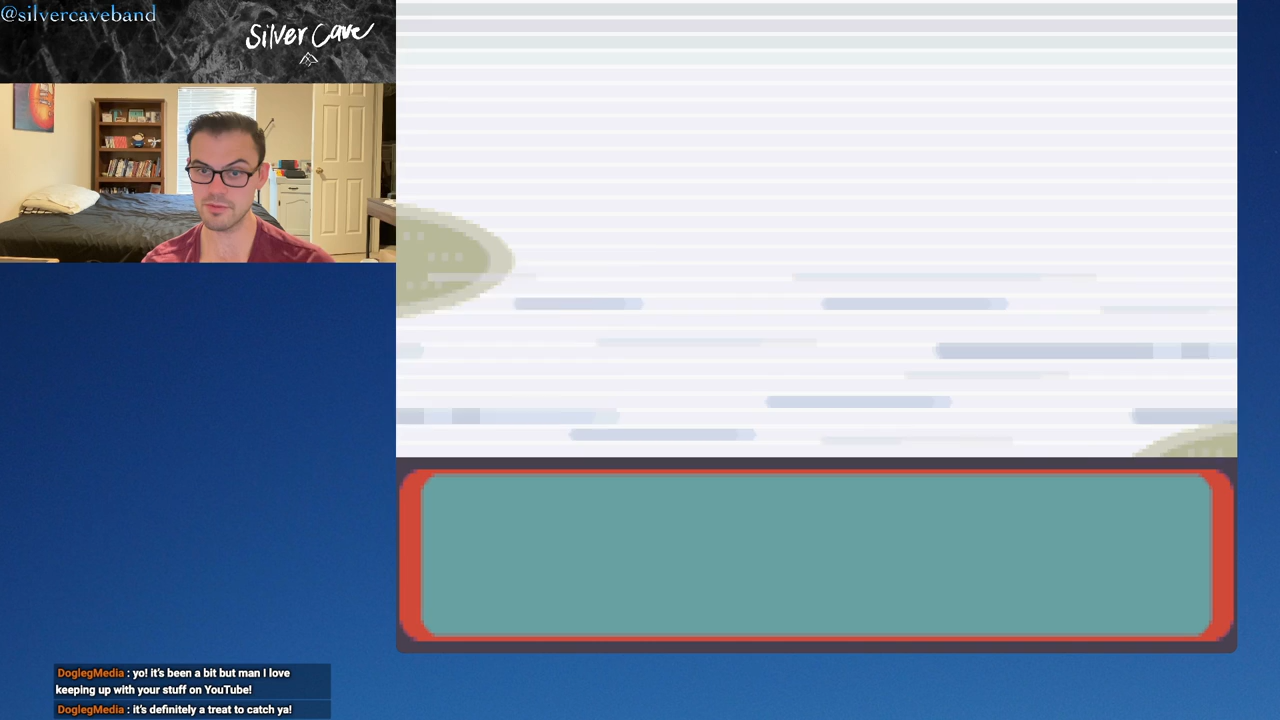 @silvercaveband
Silver Cave
DoglegMedia : yo! it's been a bit but man I love
keeping up with your stuff on YouTube!
DoglegMedia : it's definitely a treat to catch ya!